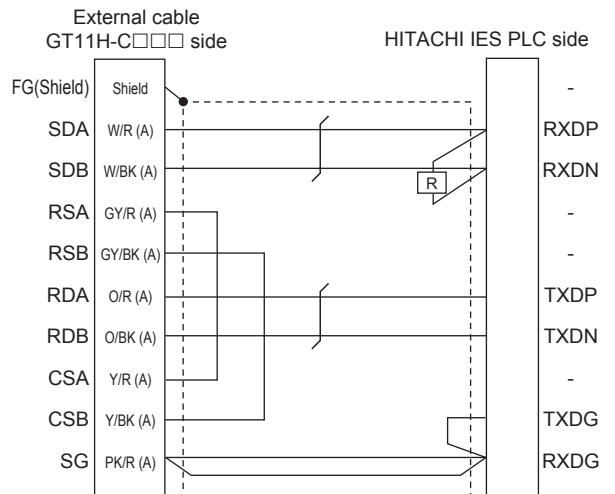 External cable
GT11H-C□□□ side
HITACHI IES PLC side
FG(Shield) Shield -
SDA W/R (A) RXDP
SDB W/BK (A) RXDN
R
RSA GY/R (A) -
RSB GY/BK (A) -
RDA O/R (A) TXDP
RDB O/BK (A) TXDN
CSA Y/R (A) -
CSB Y/BK (A) TXDG
SG PK/R (A) RXDG